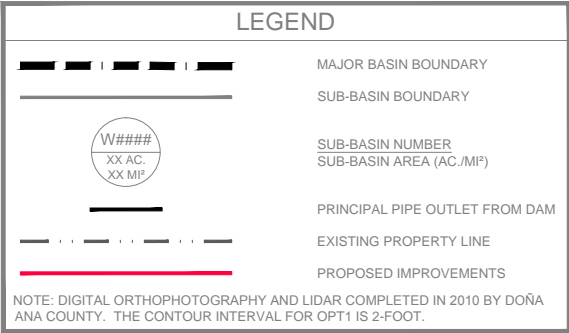 LEGEND
MAJOR BASIN BOUNDARY
SUB-BASIN BOUNDARY
W####
XX AC.
XX MI²
SUB-BASIN NUMBER
SUB-BASIN AREA (AC./MI²)
PRINCIPAL PIPE OUTLET FROM DAM
EXISTING PROPERTY LINE
PROPOSED IMPROVEMENTS
NOTE: DIGITAL ORTHOPHOTOGRAPHY AND LIDAR COMPLETED IN 2010 BY DOÑA
ANA COUNTY. THE CONTOUR INTERVAL FOR OPT1 IS 2-FOOT.